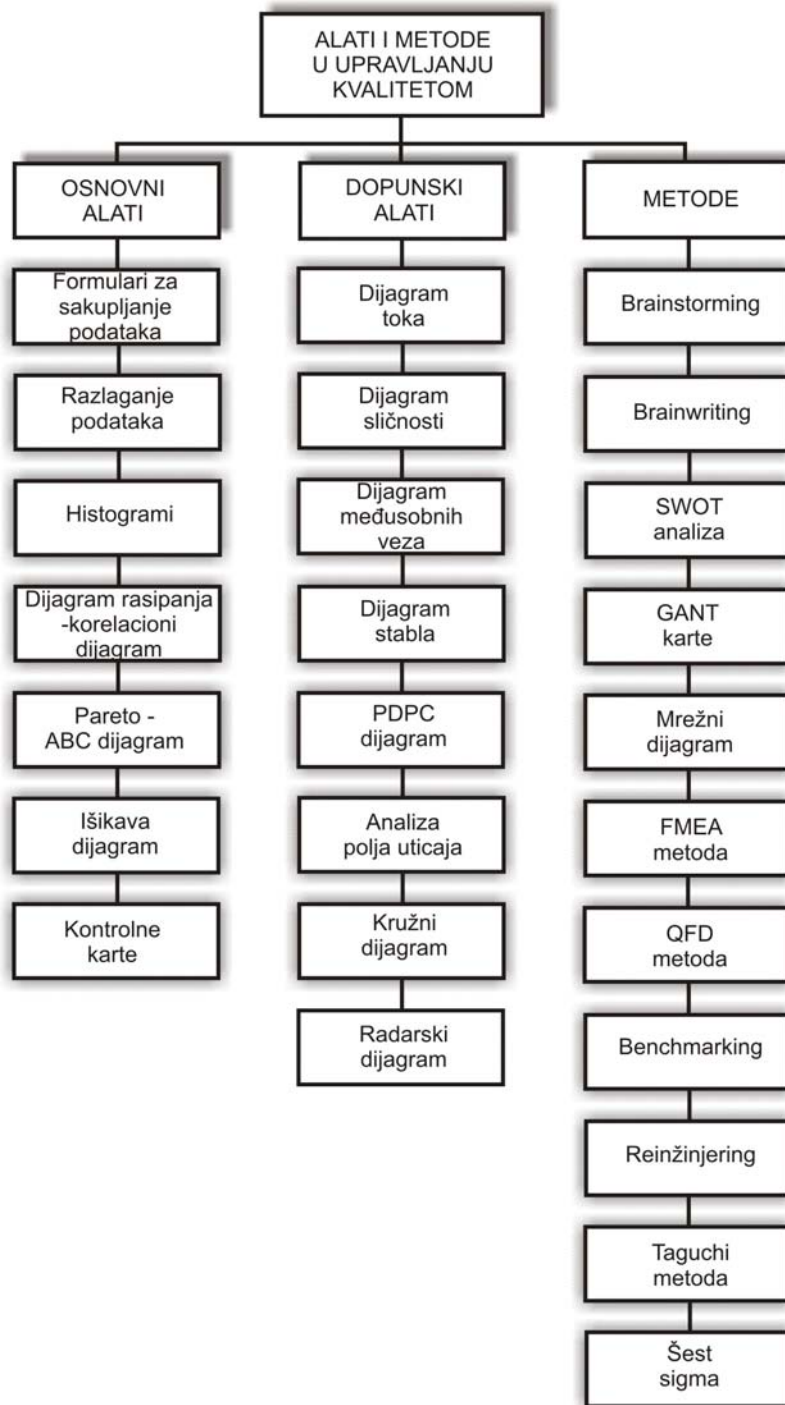 ALATI I METODE
U UPRAVLJANJU
KVALITETOM
OSNOVNI
ALATI
Formulari za
sakupljanje
podataka
Razlaganje
podataka
Histogrami
Dijagram rasipanja
-korelacioni
dijagram
Pareto -
ABC dijagram
Išikava
dijagram
Kontrolne
karte
DOPUNSKI
ALATI
Dijagram
toka
Dijagram
sličnosti
Dijagram
međusobnih
veza
Dijagram
stabla
PDPC
dijagram
Analiza
polja uticaja
Kružni
dijagram
Radarski
dijagram
METODE
Brainstorming
Brainwriting
SWOT
analiza
GANT
karte
Mrežni
dijagram
FMEA
metoda
QFD
metoda
Benchmarking
Reinžinjering
Taguchi
metoda
Šest
sigma